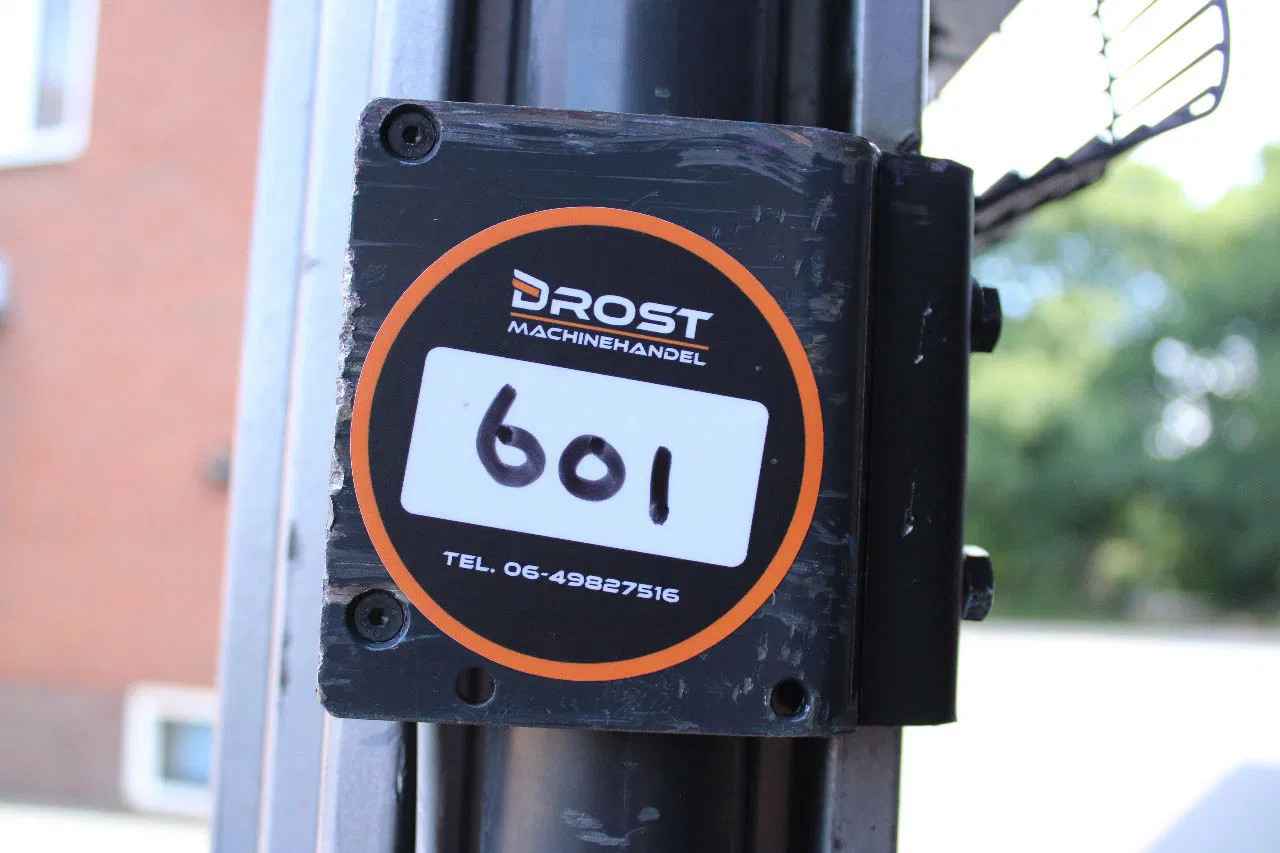 DROST
MACHINEHANDEL
601
TEL. 06-49827516